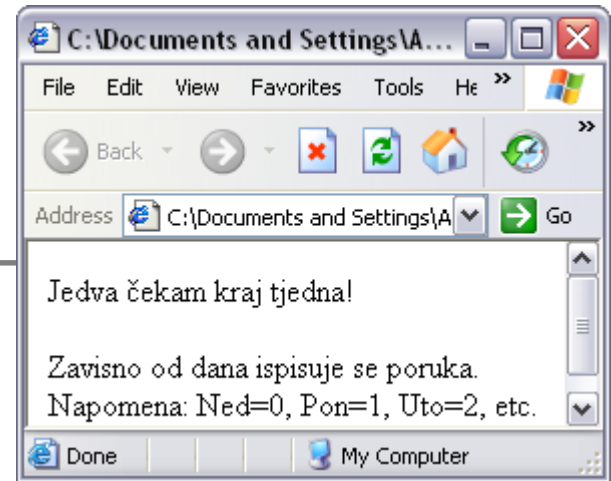 C:\Documents and Settings\A...
File Edit View Favorites Tools He »
Back »
Address C:\Documents and Settings\A Go
Jedva čekam kraj tjedna!
Zavisno od dana ispisuje se poruka.
Napomena: Ned=0, Pon=1, Uto=2, etc.
Done My Computer